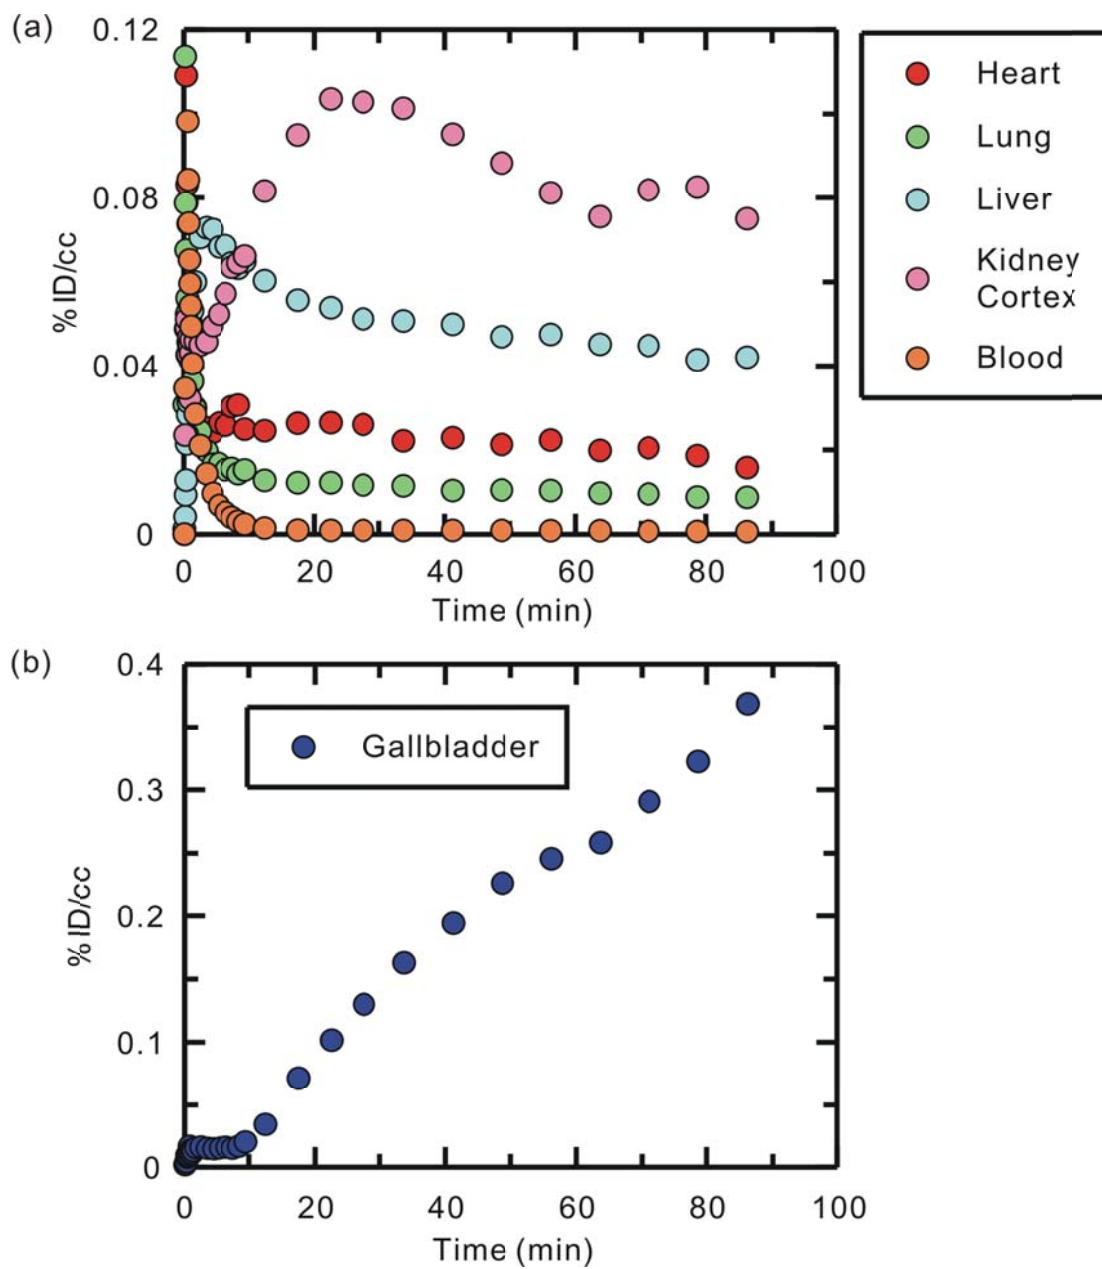 (a)
0.12
0.08
0.04
0
%ID/cc
0 20 40 60 80 100
Time (min)
Heart
Lung
Liver
Kidney
Cortex
Blood
(b)
0.4
0.3
0.2
0.1
0
%ID/cc
Gallbladder
0 20 40 60 80 100
Time (min)